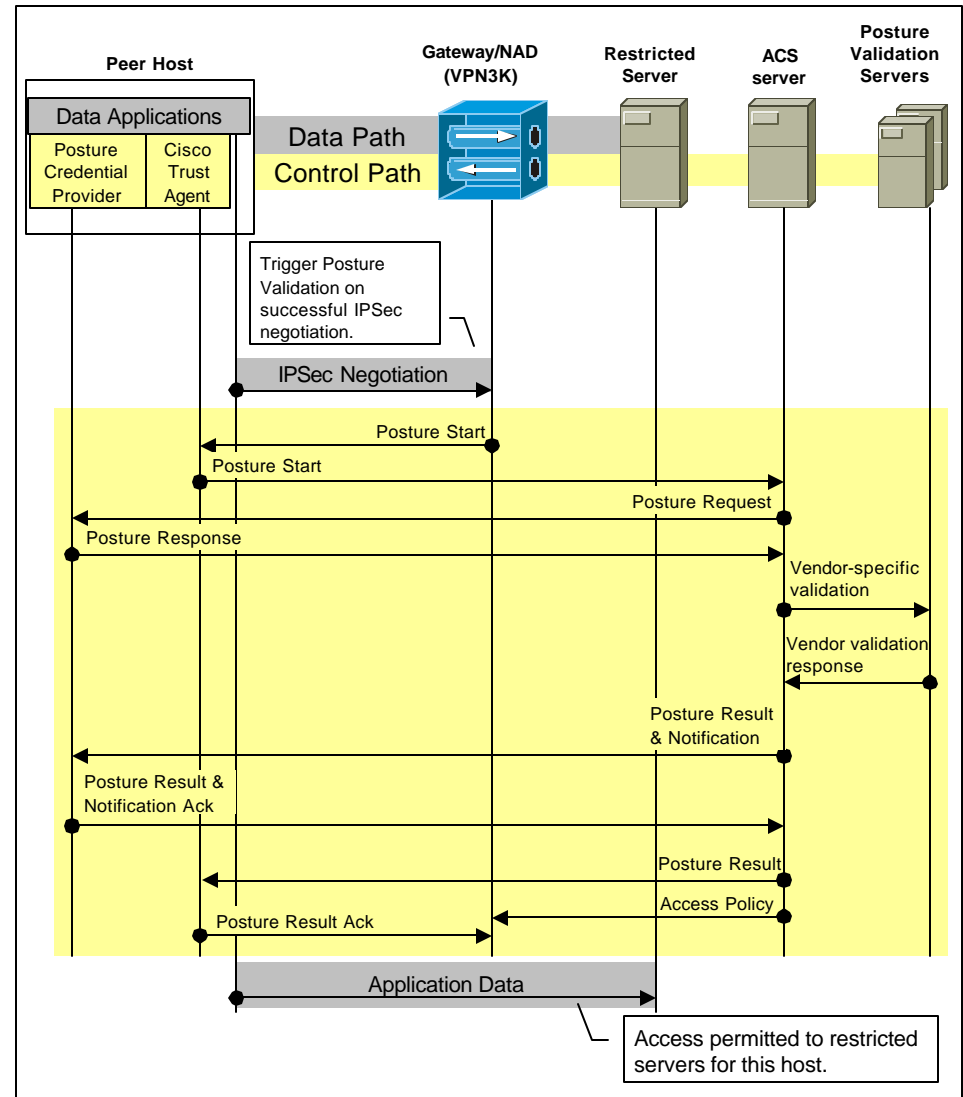 Peer Host
Gateway/NAD
(VPN3K)
Restricted
Server
ACS
server
Posture
Validation
Servers
Data Applications
Posture
Credential
Provider
Cisco
Trust
Agent
Data Path
Control Path
Trigger Posture
Validation on
successful IPSec
negotiation.
IPSec Negotiation
Posture Start
Posture Start
Posture Request
Posture Response
Vendor-specific
validation
Vendor validation
response
Posture Result
& Notification
Posture Result &
Notification Ack
Posture Result
Access Policy
Posture Result Ack
Application Data
Access permitted to restricted
servers for this host.